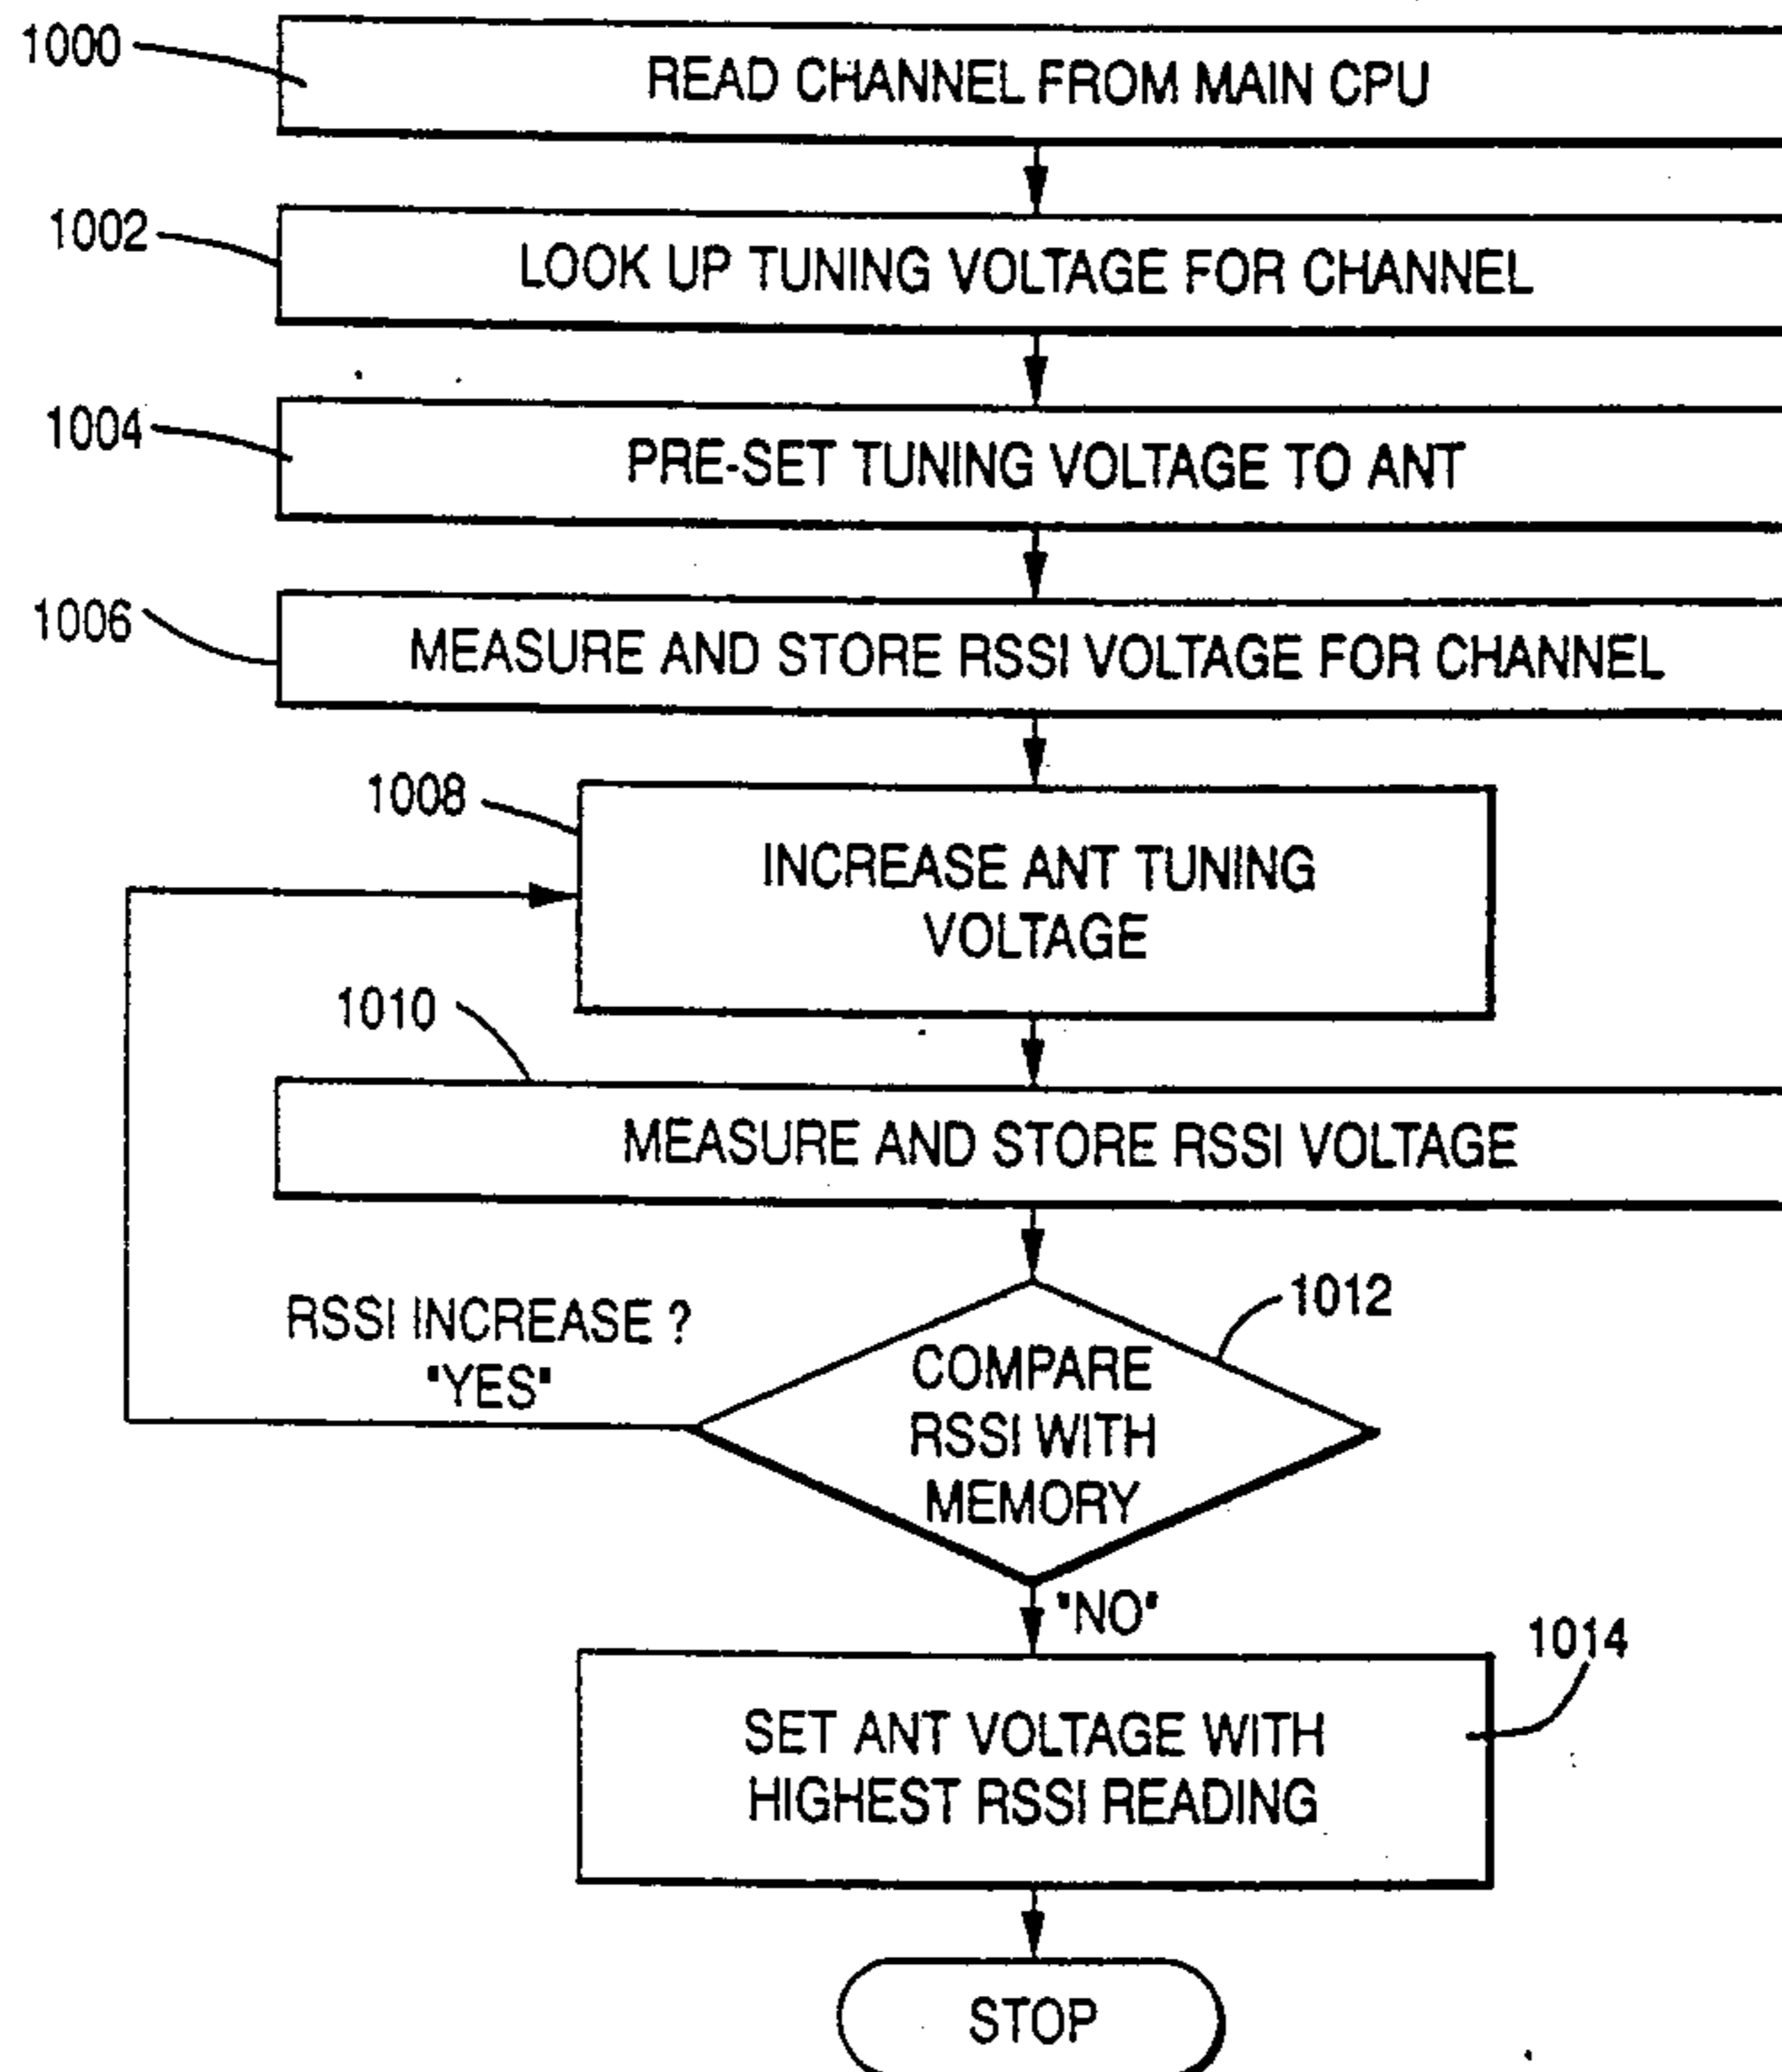 1000
READ CHANNEL FROM MAIN CPU
1002
LOOK UP TUNING VOLTAGE FOR CHANNEL
1004
PRE-SET TUNING VOLTAGE TO ANT
1006
MEASURE AND STORE RSSI VOLTAGE FOR CHANNEL
1008
INCREASE ANT TUNING
VOLTAGE
1010
MEASURE AND STORE RSSI VOLTAGE
1012
RSSI INCREASE ?
"YES"
COMPARE
RSSI WITH
MEMORY
"NO"
1014
SET ANT VOLTAGE WITH
HIGHEST RSSI READING
STOP